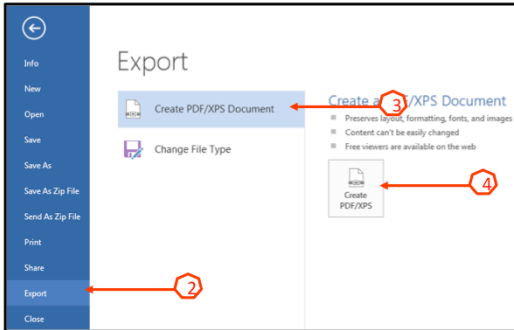 Info
New
Open
Save
Save As
Save As Zip File
Send As Zip File
Print
Share
Export
Close
Export
Create PDF/XPS Document
Change File Type
Create a /XPS Document
Preserves layout, formatting, fonts, and images
Content can't be easily changed
Free viewers are available on the web
Create
PDF/XPS
2
3
4